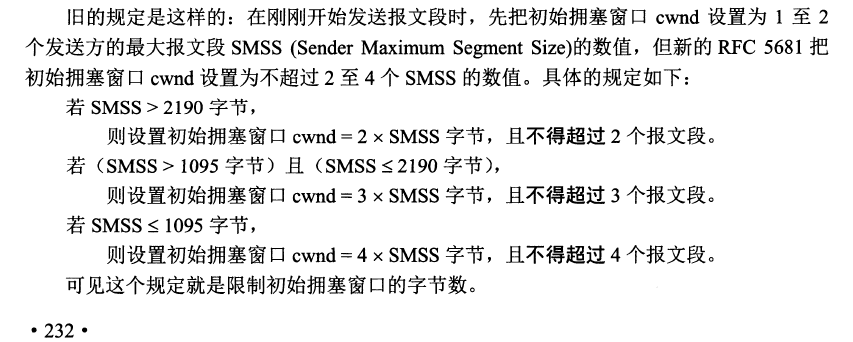 旧的规定是这样的：在刚刚开始发送报文段时，先把初始拥塞窗口 cwnd 设置为 1 至 2
个发送方的最大报文段 SMSS (Sender Maximum Segment Size)的数值，但新的 RFC 5681 把
初始拥塞窗口 cwnd 设置为不超过 2 至 4 个 SMSS 的数值。具体的规定如下：
若 SMSS > 2190 字节，
则设置初始拥塞窗口 cwnd = 2 × SMSS 字节，且不得超过 2 个报文段。
若（SMSS > 1095 字节）且（SMSS ≤ 2190 字节），
则设置初始拥塞窗口 cwnd = 3 × SMSS 字节，且不得超过 3 个报文段。
若 SMSS ≤ 1095 字节，
则设置初始拥塞窗口 cwnd = 4 × SMSS 字节，且不得超过 4 个报文段。
可见这个规定就是限制初始拥塞窗口的字节数。
·232·